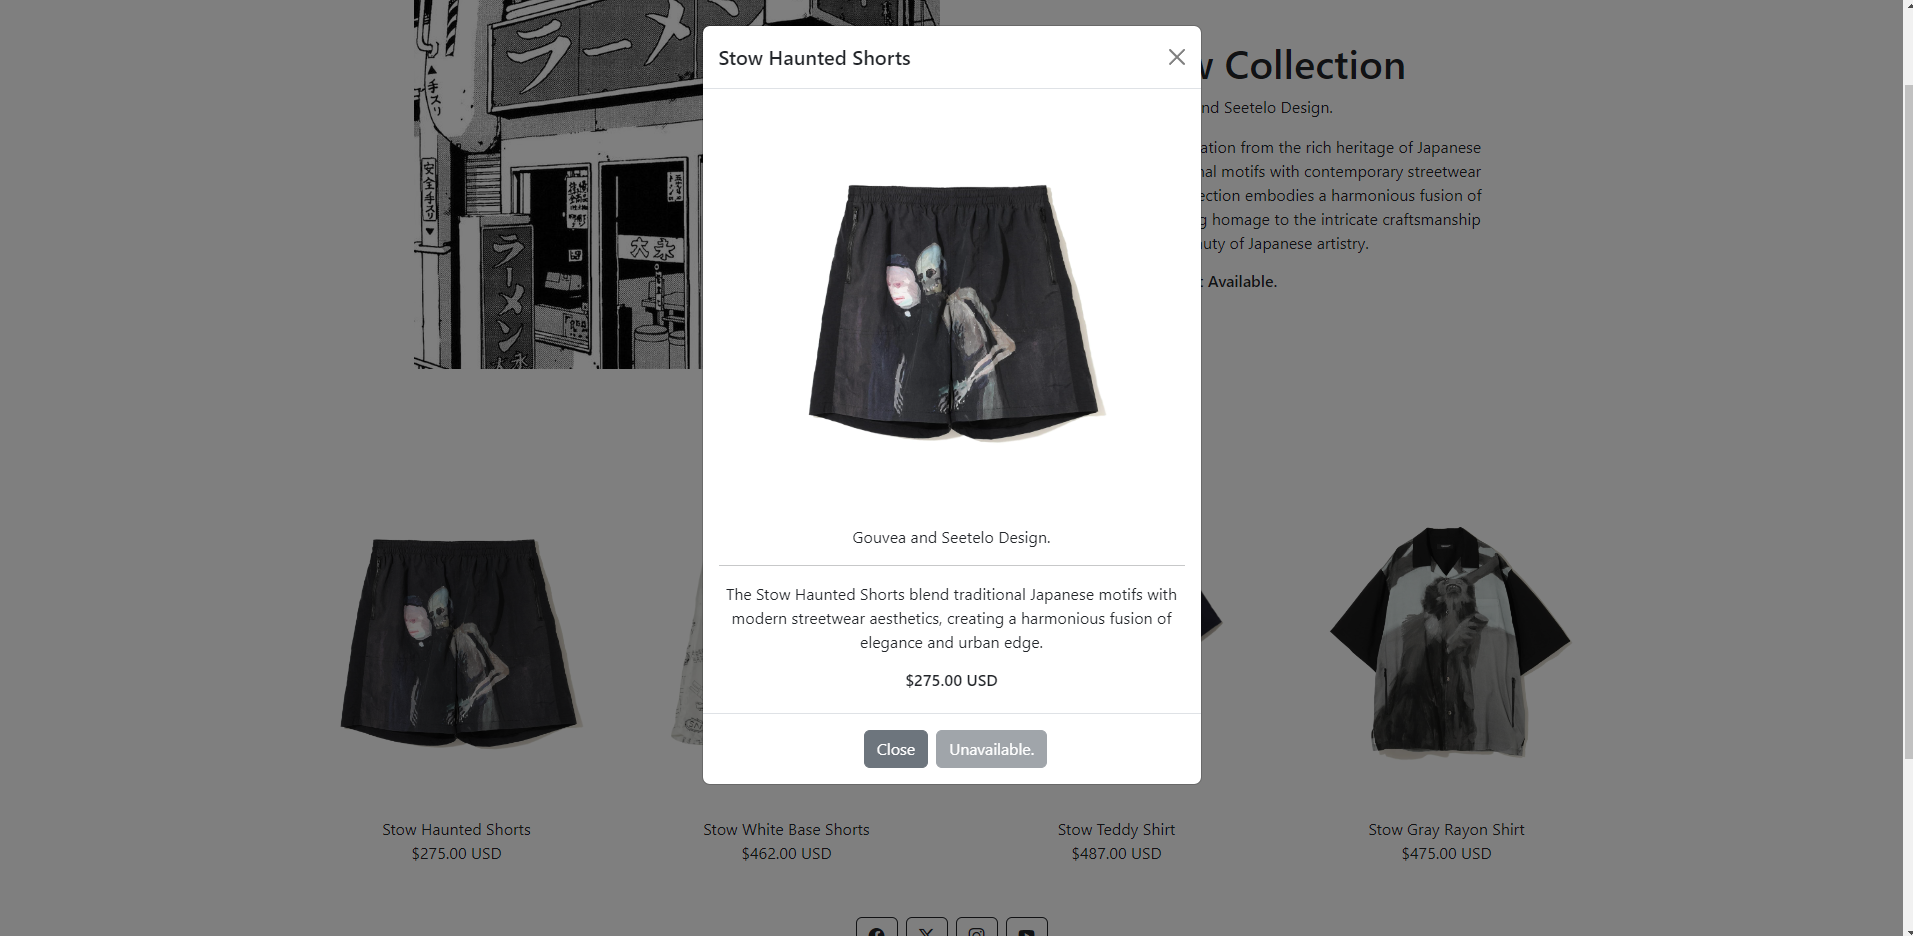 ラーメン
▲手スリ
安全手スリ▼
大永
ラーメン
w Collection
nd Seetelo Design.
ation from the rich heritage of Japanese
nal motifs with contemporary streetwear
ection embodies a harmonious fusion of
g homage to the intricate craftsmanship
uty of Japanese artistry.
t Available.
Stow Haunted Shorts
Gouvea and Seetelo Design.
The Stow Haunted Shorts blend traditional Japanese motifs with
modern streetwear aesthetics, creating a harmonious fusion of
elegance and urban edge.
$275.00 USD
Close
Unavailable.
Stow Haunted Shorts
$275.00 USD
Stow White Base Shorts
$462.00 USD
Stow Teddy Shirt
$487.00 USD
Stow Gray Rayon Shirt
$475.00 USD